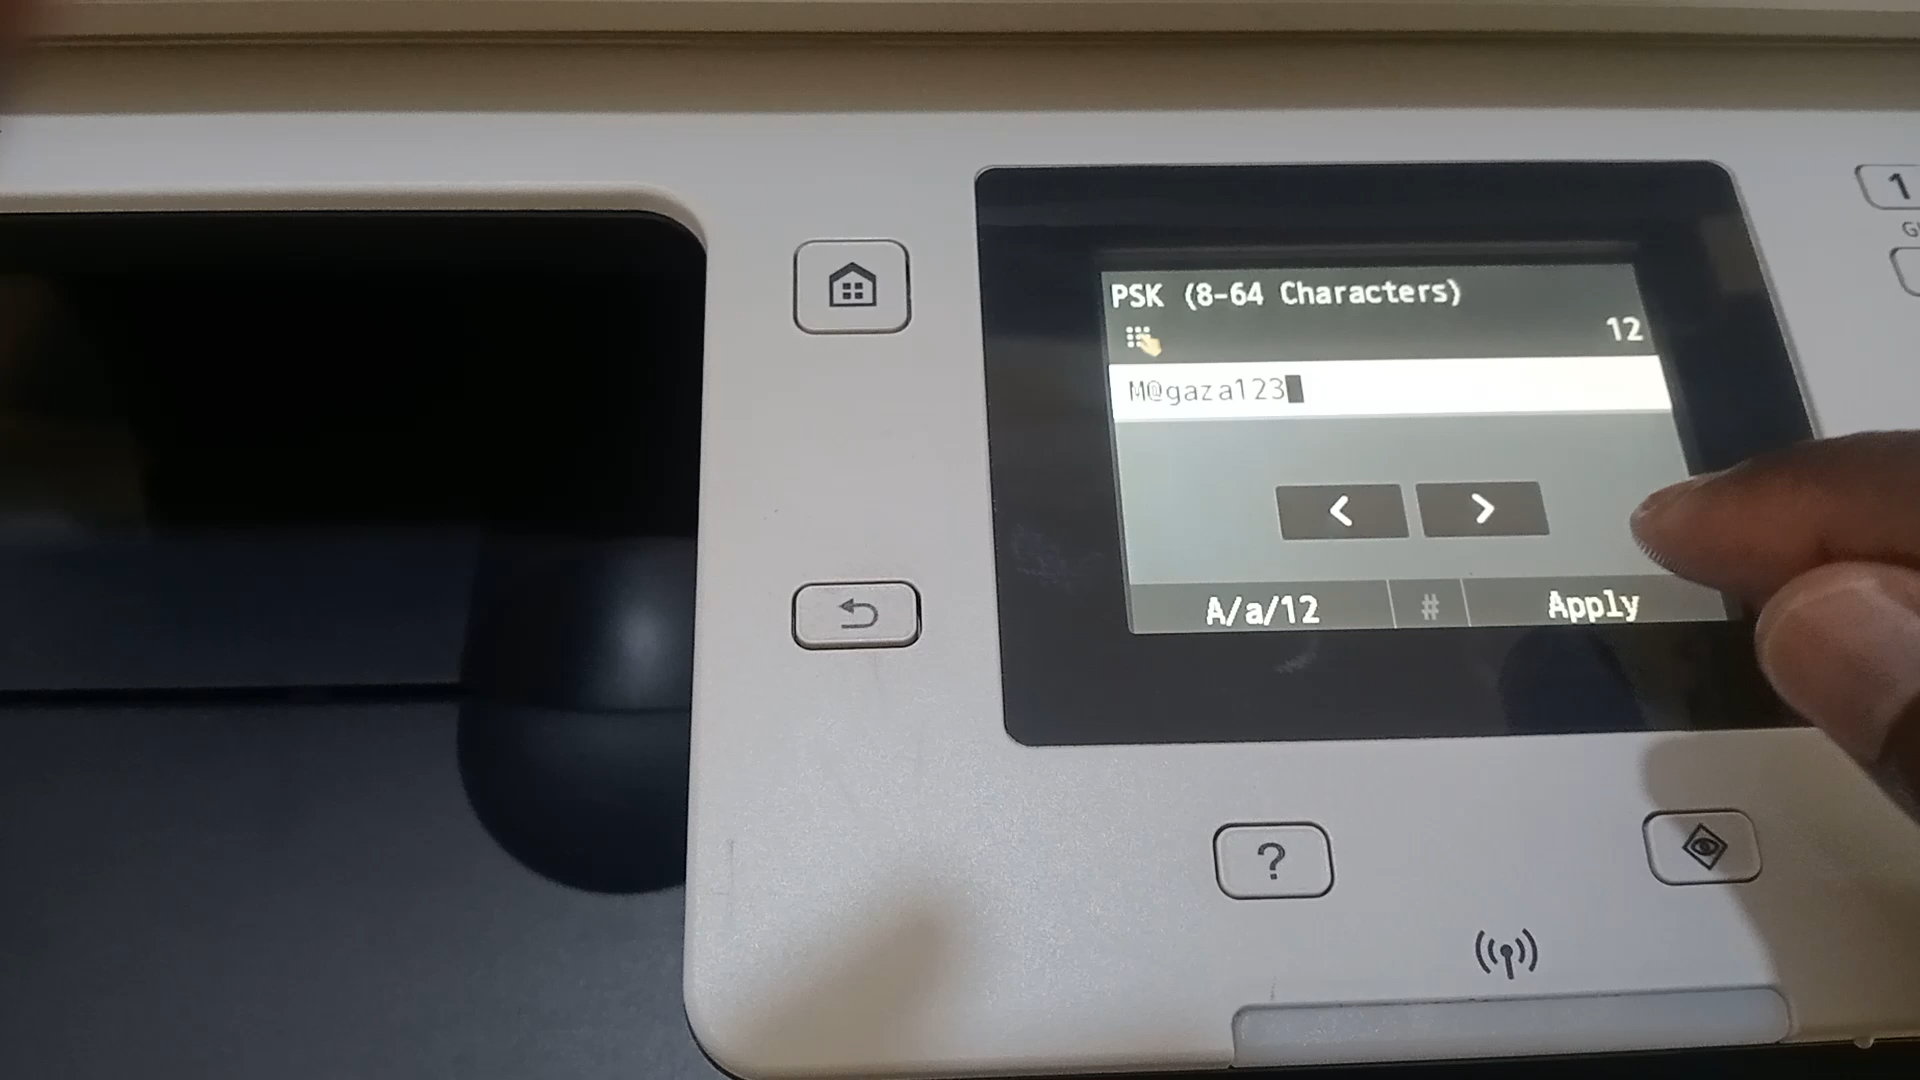 PSK (8-64 Characters)
12
M@gaza123
< >
A/a/12 # Apply
1
?